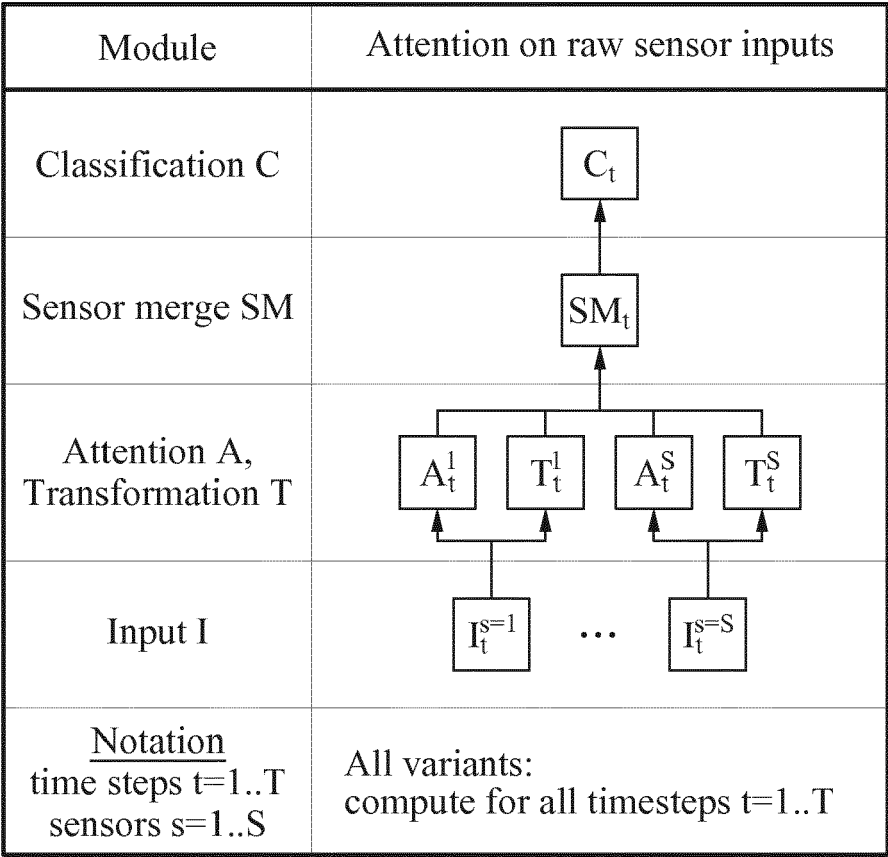 Module Attention on raw sensor inputs
Classification C
C_t
Sensor merge SM
SM_t
Attention A,
Transformation T
A_t^1 T_t^1 A_t^S T_t^S
Input I
I_t^{s=1} ... I_t^{s=S}
Notation
time steps t=1..T
sensors s=1..S
All variants:
compute for all timesteps t=1..T